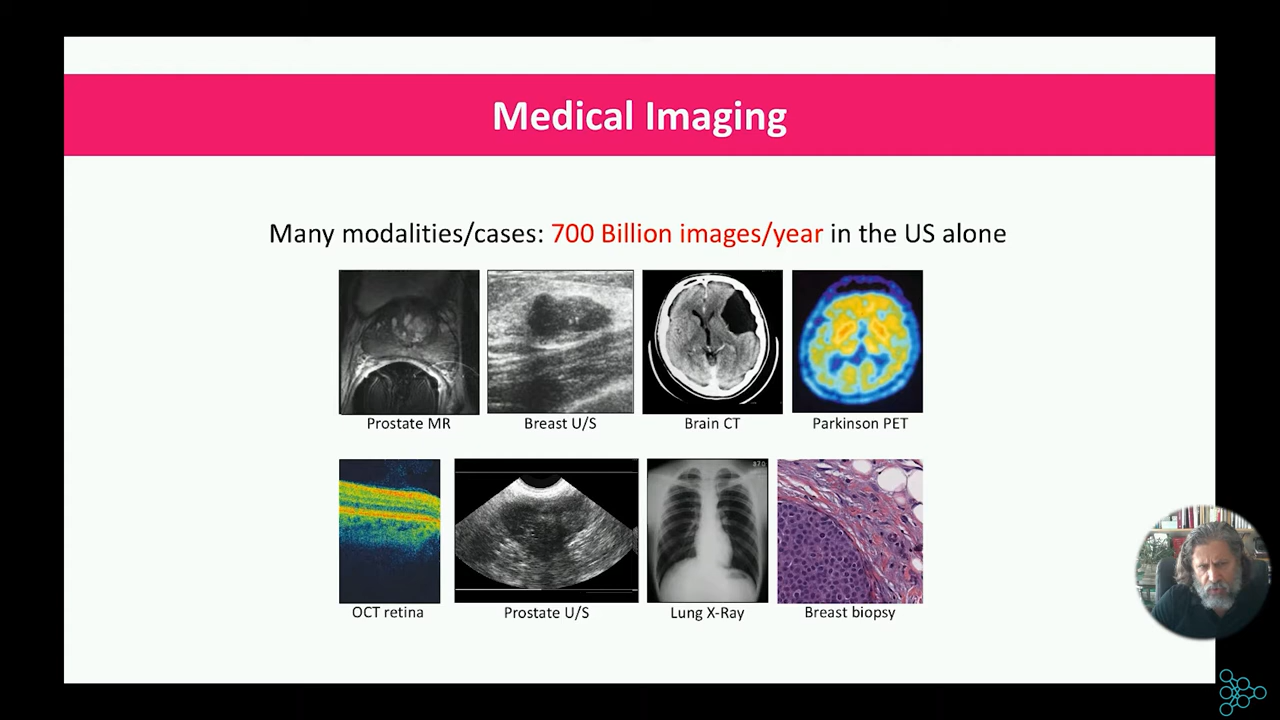 Medical Imaging
Many modalities/cases: 700 Billion images/year in the US alone
Prostate MR
Breast U/S
Brain CT
Parkinson PET
370
OCT retina
Prostate U/S
Lung X-Ray
Breast biopsy